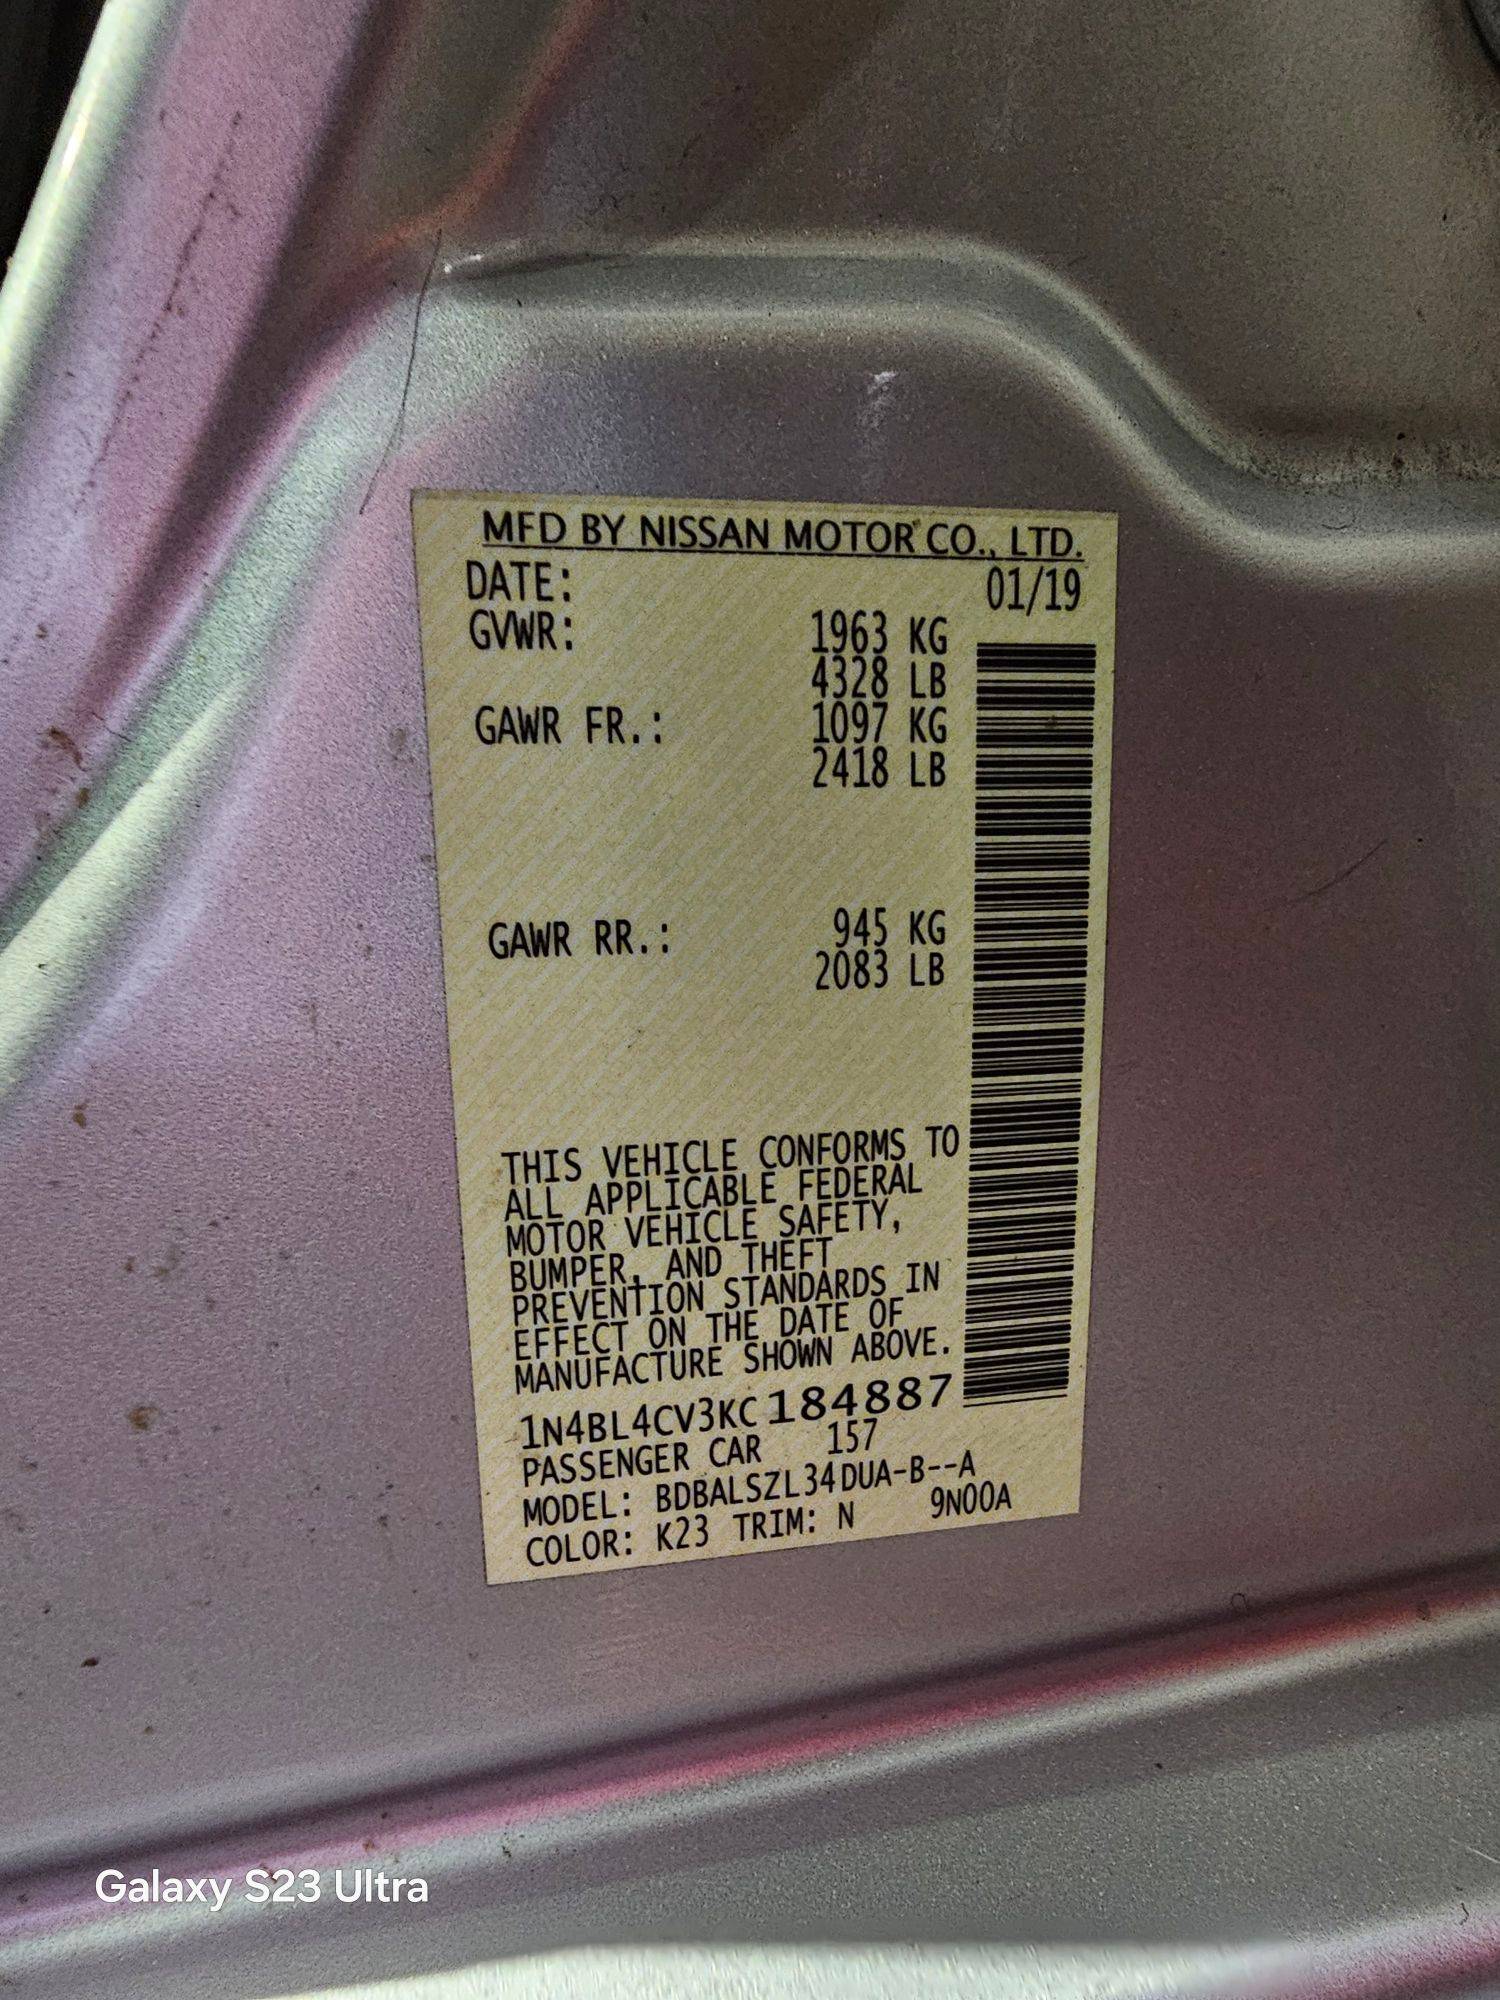 MFD BY NISSAN MOTOR CO., LTD.
DATE: 01/19
GVWR: 1963 KG
4328 LB
GAWR FR.: 1097 KG
2418 LB
GAWR RR.: 945 KG
2083 LB
THIS VEHICLE CONFORMS TO
ALL APPLICABLE FEDERAL
MOTOR VEHICLE SAFETY,
BUMPER, AND THEFT
PREVENTION STANDARDS IN
EFFECT ON THE DATE OF
MANUFACTURE SHOWN ABOVE.
1N4BL4CV3KC184887
PASSENGER CAR 157
MODEL: BDBALSZL34DUA-B--A
COLOR: K23 TRIM: N 9N00A
Galaxy S23 Ultra